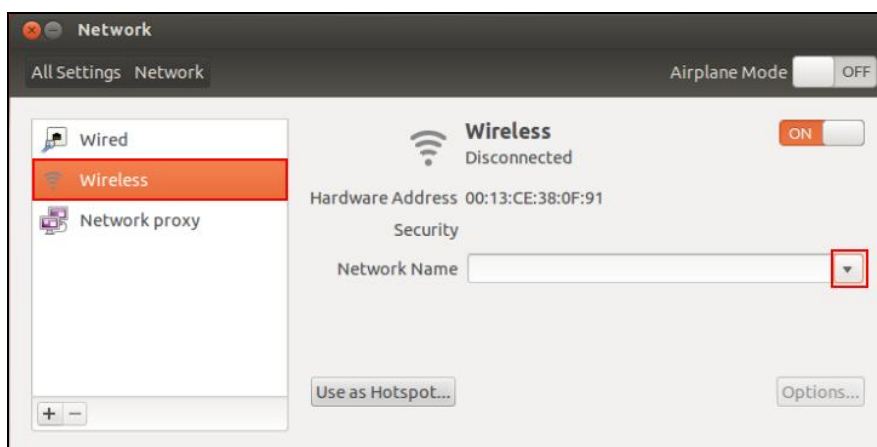 Network
All Settings Network
Airplane Mode OFF
Wired
Wireless
Network proxy
Wireless
ON
Disconnected
Hardware Address 00:13:CE:38:0F:91
Security
Network Name
Use as Hotspot...
Options...
+ −